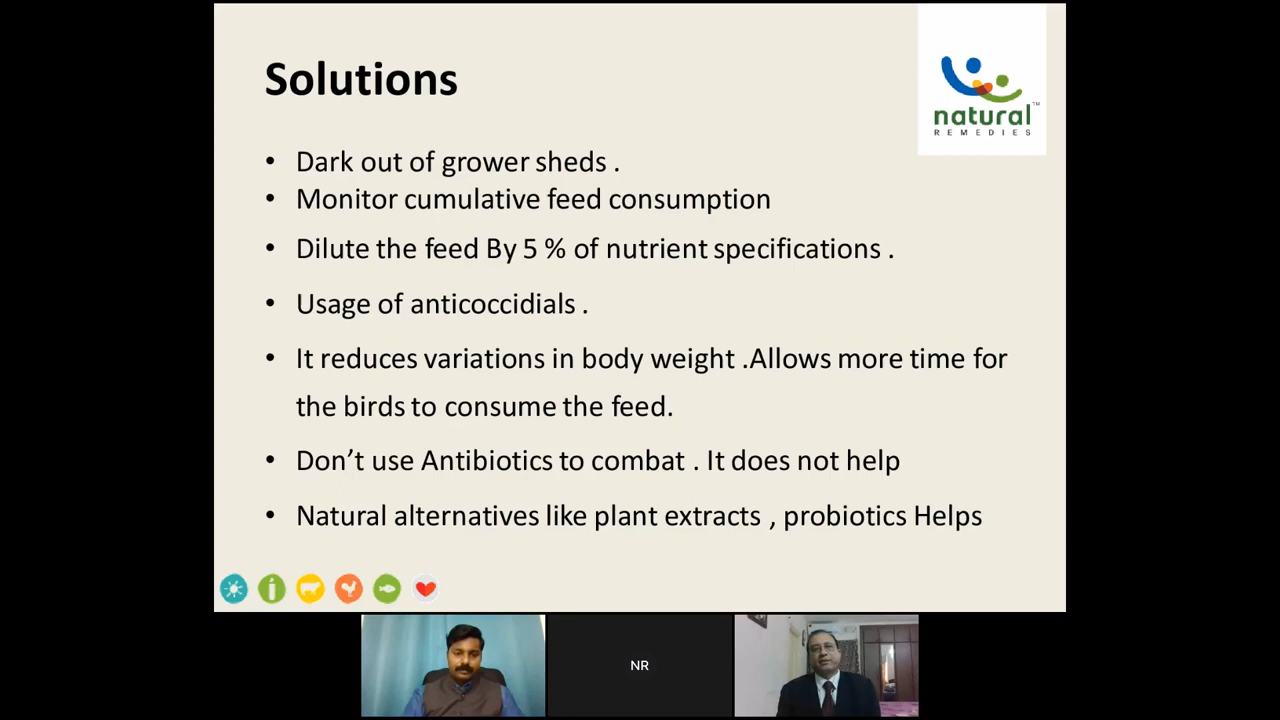 Solutions
natural™
REMEDIES
• Dark out of grower sheds .
• Monitor cumulative feed consumption
• Dilute the feed By 5 % of nutrient specifications .
• Usage of anticoccidials .
• It reduces variations in body weight .Allows more time for
the birds to consume the feed.
• Don’t use Antibiotics to combat . It does not help
• Natural alternatives like plant extracts , probiotics Helps
NR